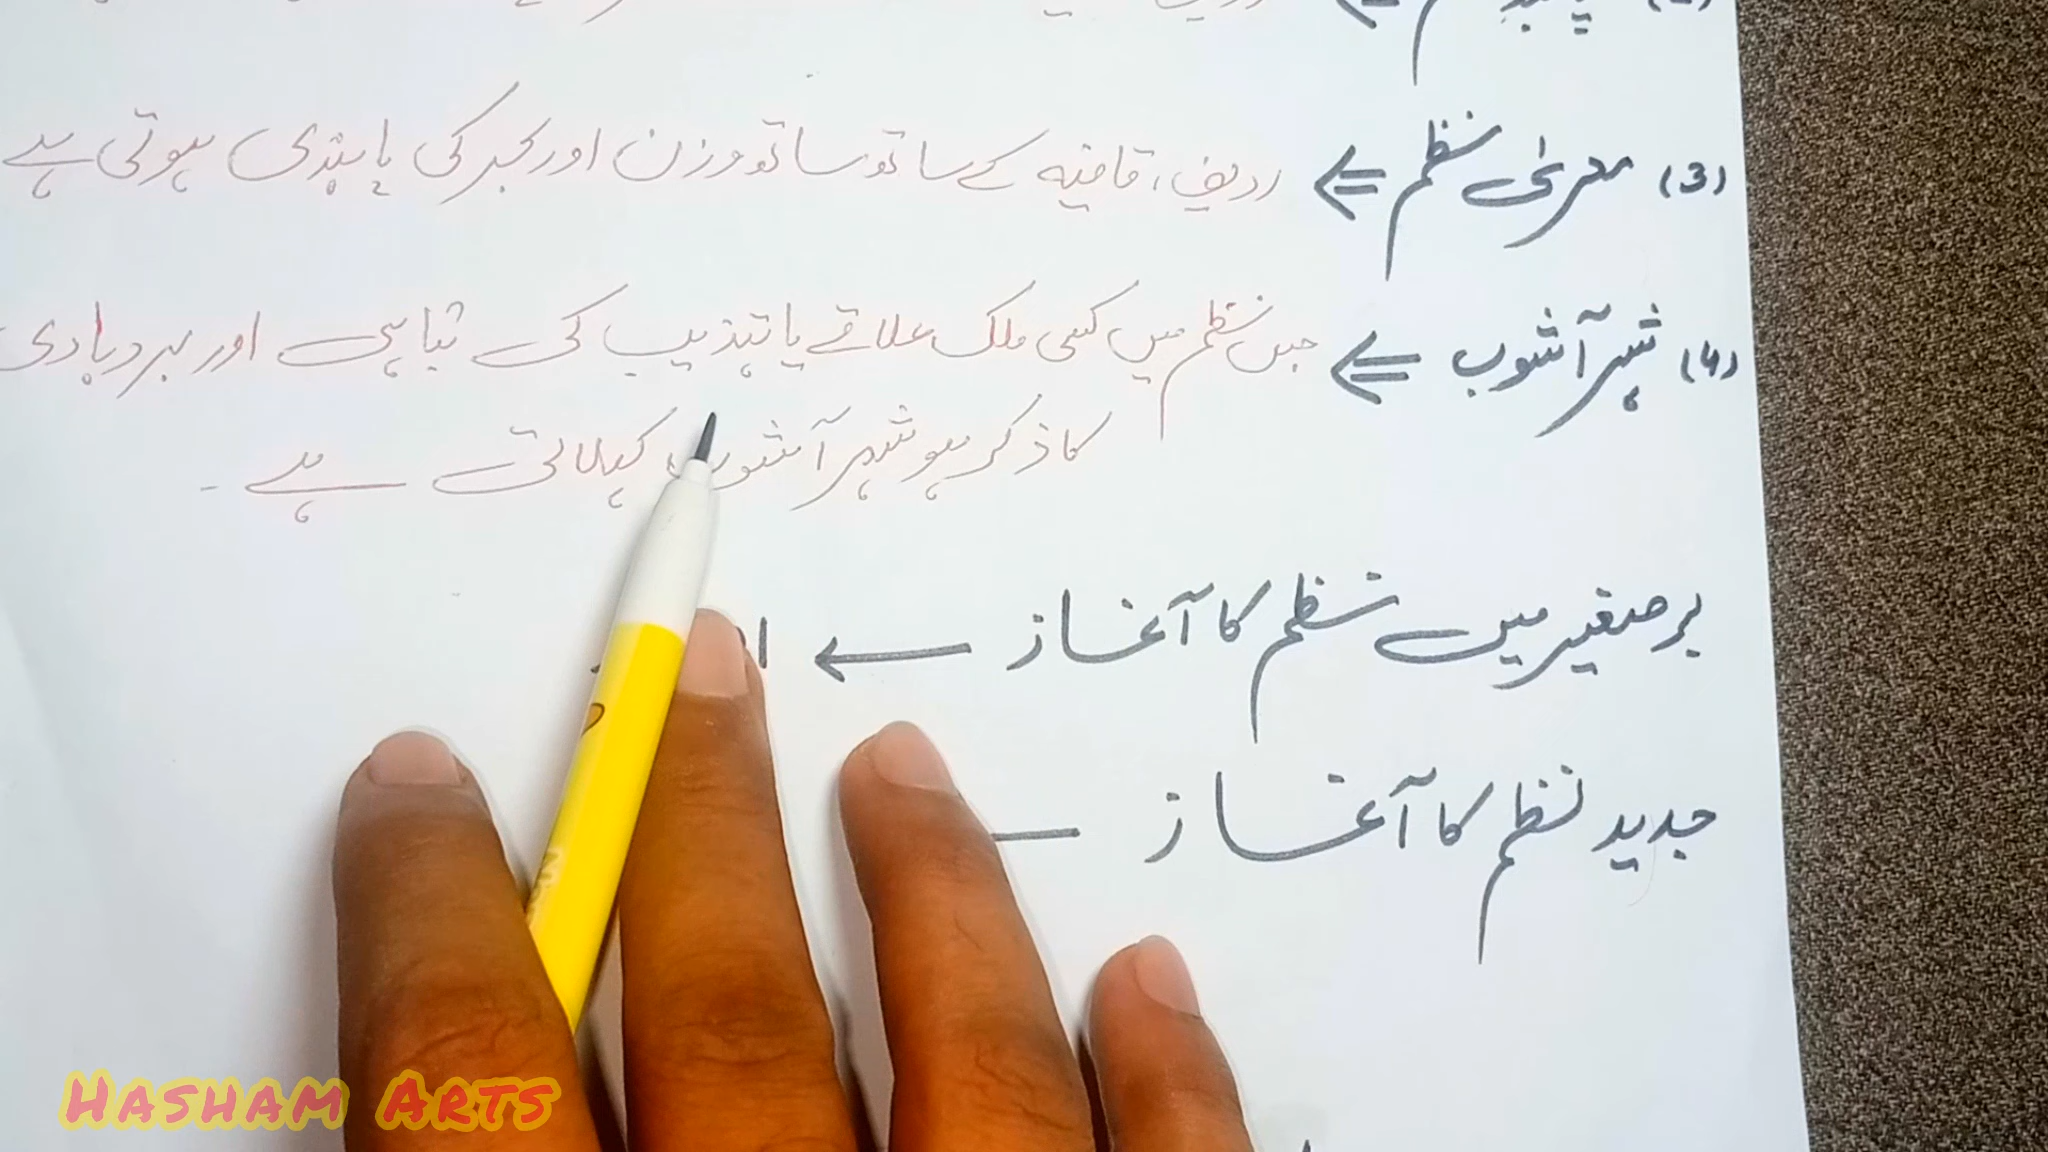 (3) معریٰ نظم ⇐ ردیف، قافیہ کے ساتھ ساتھ وزن اور بحر کی پابندی ہوتی ہے
(4) شہر آشوب ⇐ جس نظم میں کسی ملک، علاقے یا تہذیب کی تباہی اور بردبادی
کا ذکر ہو شہر آشوب کہلاتی ہے ۔
برصغیر میں نظم کا آغاز ←
جدید نظم کا آغاز
HASHAM ARTS